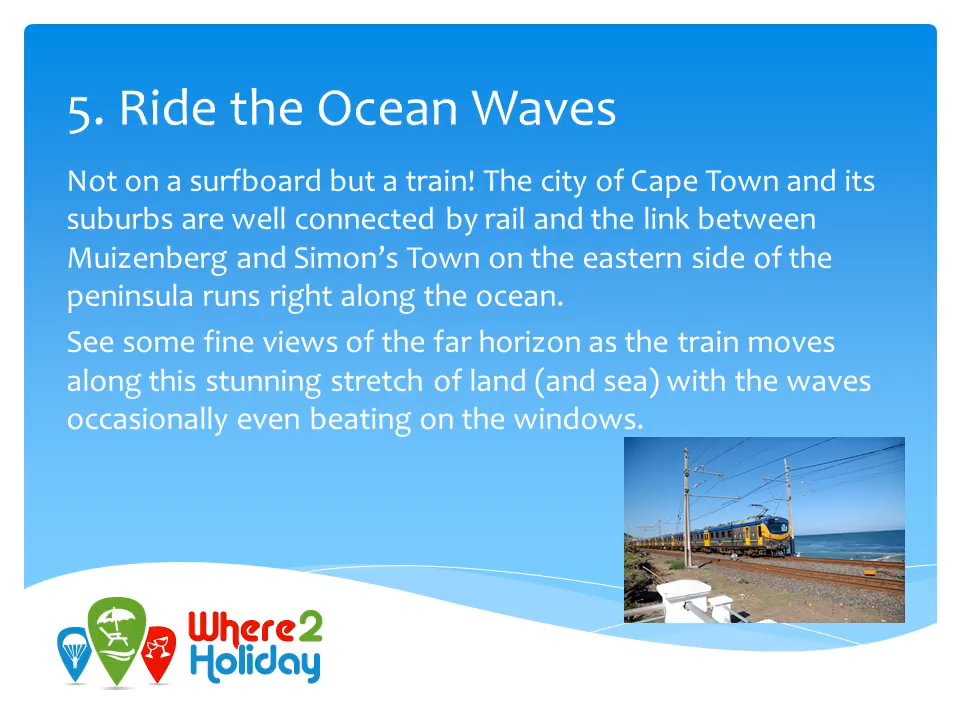 5. Ride the Ocean Waves
Not on a surfboard but a train! The city of Cape Town and its
suburbs are well connected by rail and the link between
Muizenberg and Simon’s Town on the eastern side of the
peninsula runs right along the ocean.
See some fine views of the far horizon as the train moves
along this stunning stretch of land (and sea) with the waves
occasionally even beating on the windows.
Where2
Holiday